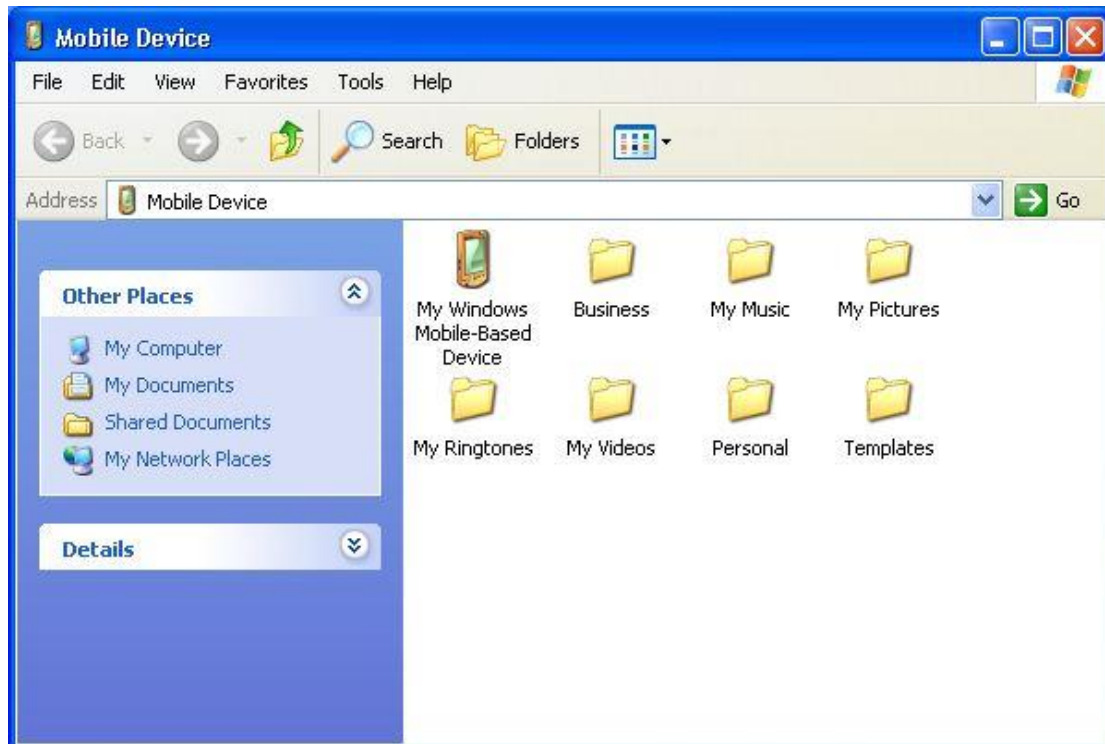 Mobile Device
File Edit View Favorites Tools Help
Back Search Folders
Address Mobile Device Go
Other Places
My Computer
My Documents
Shared Documents
My Network Places
Details
My Windows
Mobile-Based
Device
Business
My Music
My Pictures
My Ringtones
My Videos
Personal
Templates